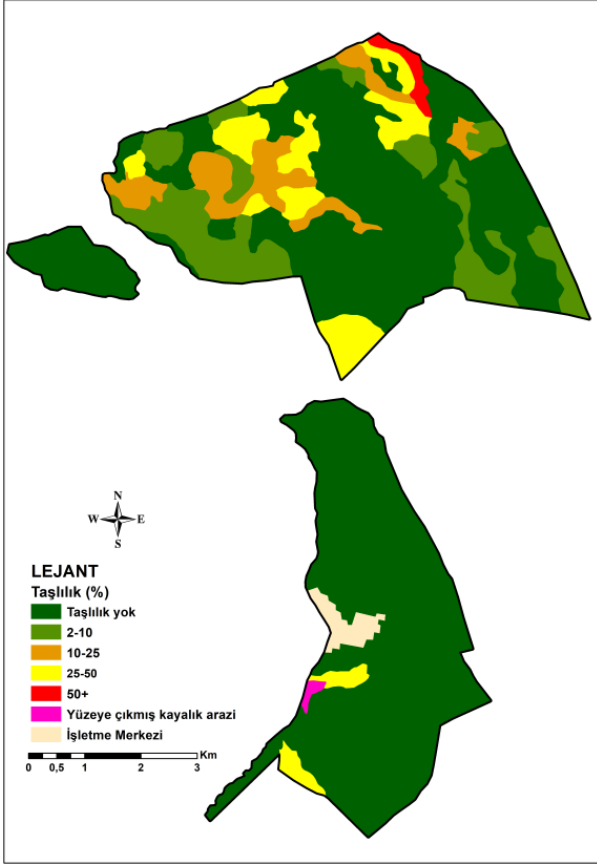 N
W E
S
LEJANT
Taşlılık (%)
Taşlılık yok
2-10
10-25
25-50
50+
Yüzeye çıkmış kayalık arazi
İşletme Merkezi
Km
0 0,5 1 2 3